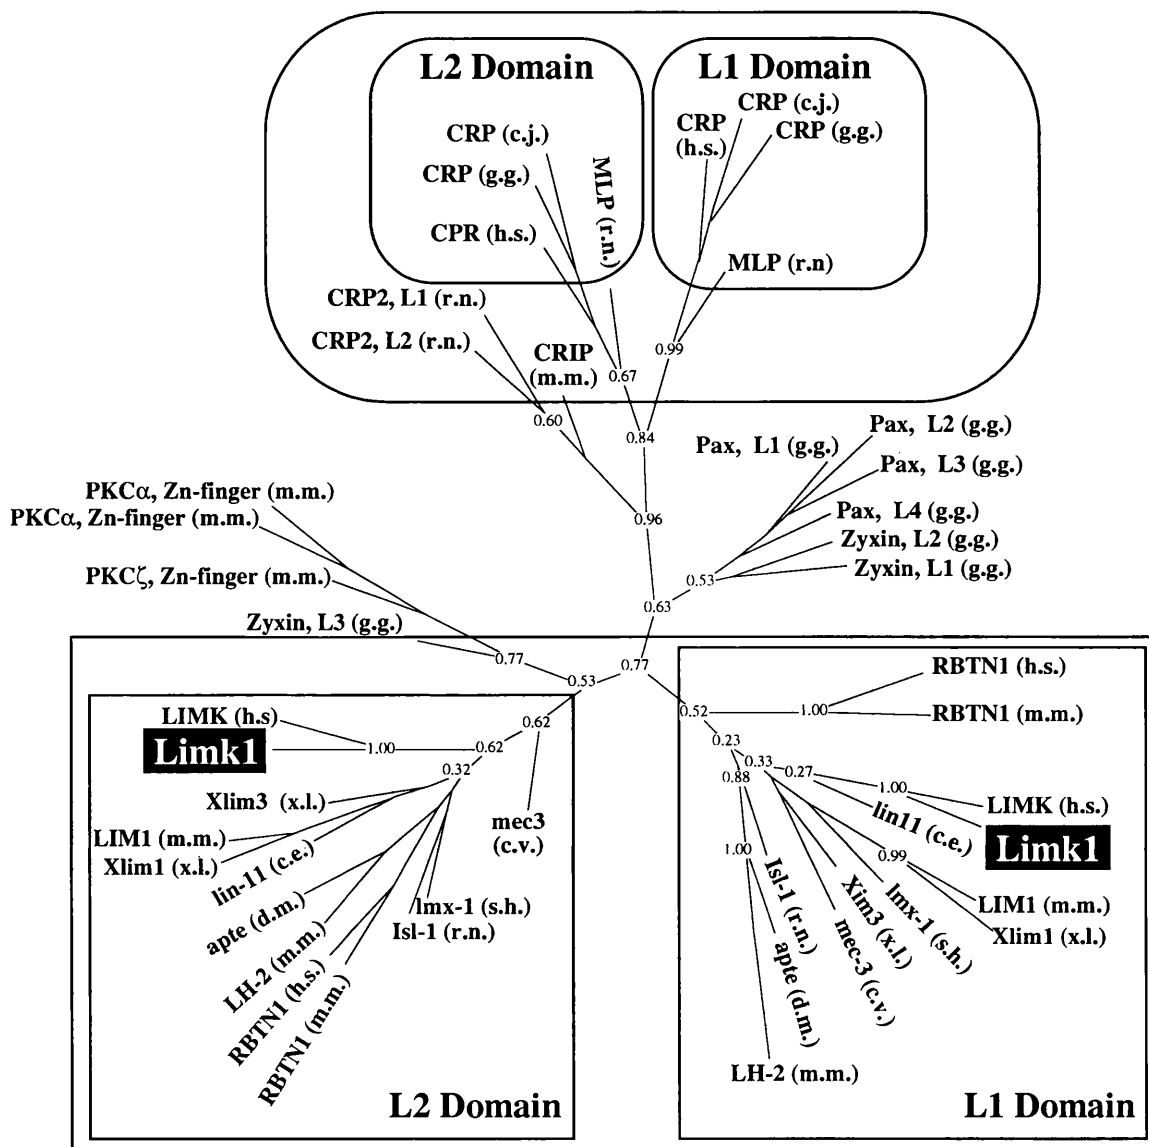 L2 Domain
L1 Domain
CRP (c.j.)
CRP (g.g.)
CPR (h.s.)
MLP (r.n.)
CRP
(h.s.)
CRP (c.j.)
CRP (g.g.)
MLP (r.n)
CRP2, L1 (r.n.)
CRP2, L2 (r.n.)
CRIP
(m.m.)
0.99
0.67
0.60
0.84
0.96
Pax, L1 (g.g.)
Pax, L2 (g.g.)
Pax, L3 (g.g.)
Pax, L4 (g.g.)
Zyxin, L2 (g.g.)
Zyxin, L1 (g.g.)
0.53
0.63
PKCα, Zn-finger (m.m.)
PKCα, Zn-finger (m.m.)
PKCζ, Zn-finger (m.m.)
Zyxin, L3 (g.g.)
0.77
0.53
0.77
LIMK (h.s)
Limk1
1.00
0.62
0.62
0.32
Xlim3 (x.l.)
LIM1 (m.m.)
Xlim1 (x.l.)
lin-11 (c.e.)
apte (d.m.)
LH-2 (m.m.)
RBTN1 (h.s.)
RBTN1 (m.m.)
lmx-1 (s.h.)
Isl-1 (r.n.)
mec3
(c.v.)
L2 Domain
RBTN1 (h.s.)
RBTN1 (m.m.)
0.52
1.00
0.23
0.33
0.27
0.88
1.00
1.00
0.99
LIMK (h.s.)
Limk1
lin11 (c.e.)
LIM1 (m.m.)
Xlim1 (x.l.)
lmx-1 (s.h.)
Xim3 (x.l.)
mec-3 (c.v.)
Isl-1 (r.n.)
apte (d.m.)
LH-2 (m.m.)
L1 Domain